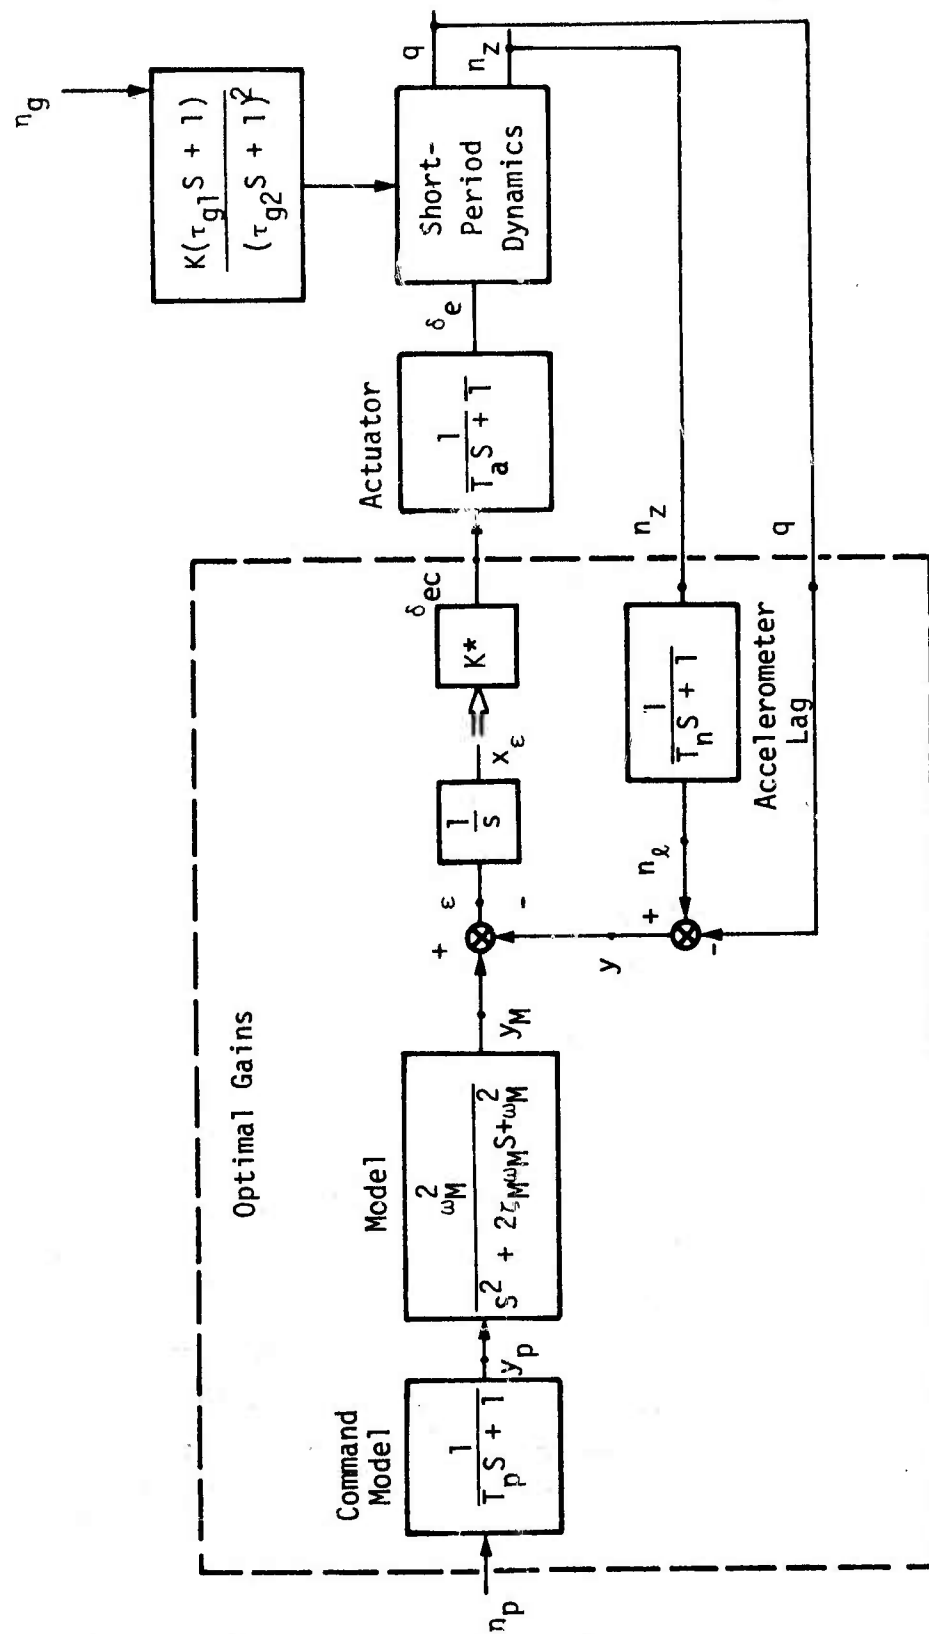 Optimal Gains
η_p
Command
Model
1
T_p S + 1
y_p
Model
ω_M^2
S^2 + 2ζ_M ω_M S + ω_M^2
y_M
+
-
ε
1
s
x_ε
K*
δ_ec
Actuator
1
T_a S + 1
δ_e
Short-
Period
Dynamics
η_g
K(τ_g1 S + 1)
(τ_g2 S + 1)^2
q
n_z
n_z
q
1
T_n S + 1
Accelerometer
Lag
n_ℓ
+
-
y